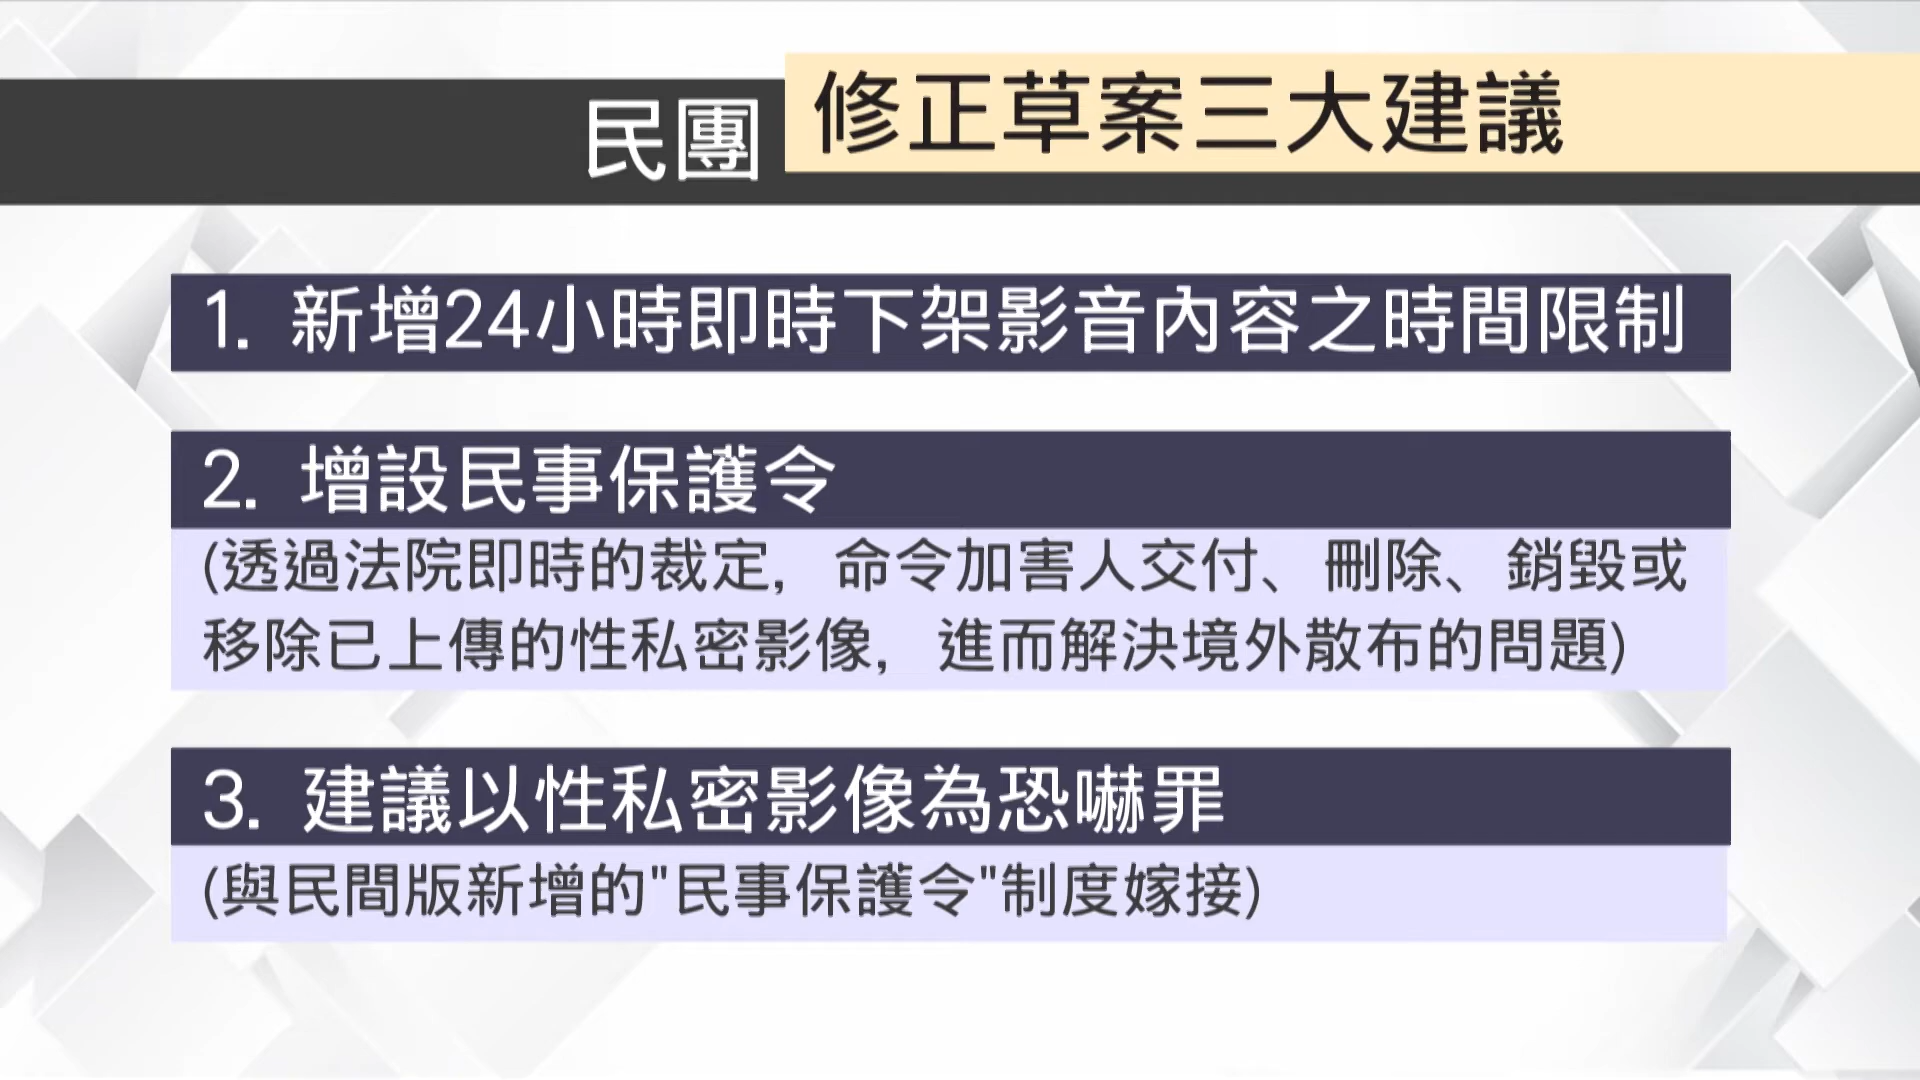 民團 修正草案三大建議
1. 新增24小時即時下架影音內容之時間限制
2. 增設民事保護令
(透過法院即時的裁定, 命令加害人交付、刪除、銷毀或
移除已上傳的性私密影像, 進而解決境外散布的問題)
3. 建議以性私密影像為恐嚇罪
(與民間版新增的"民事保護令"制度嫁接)